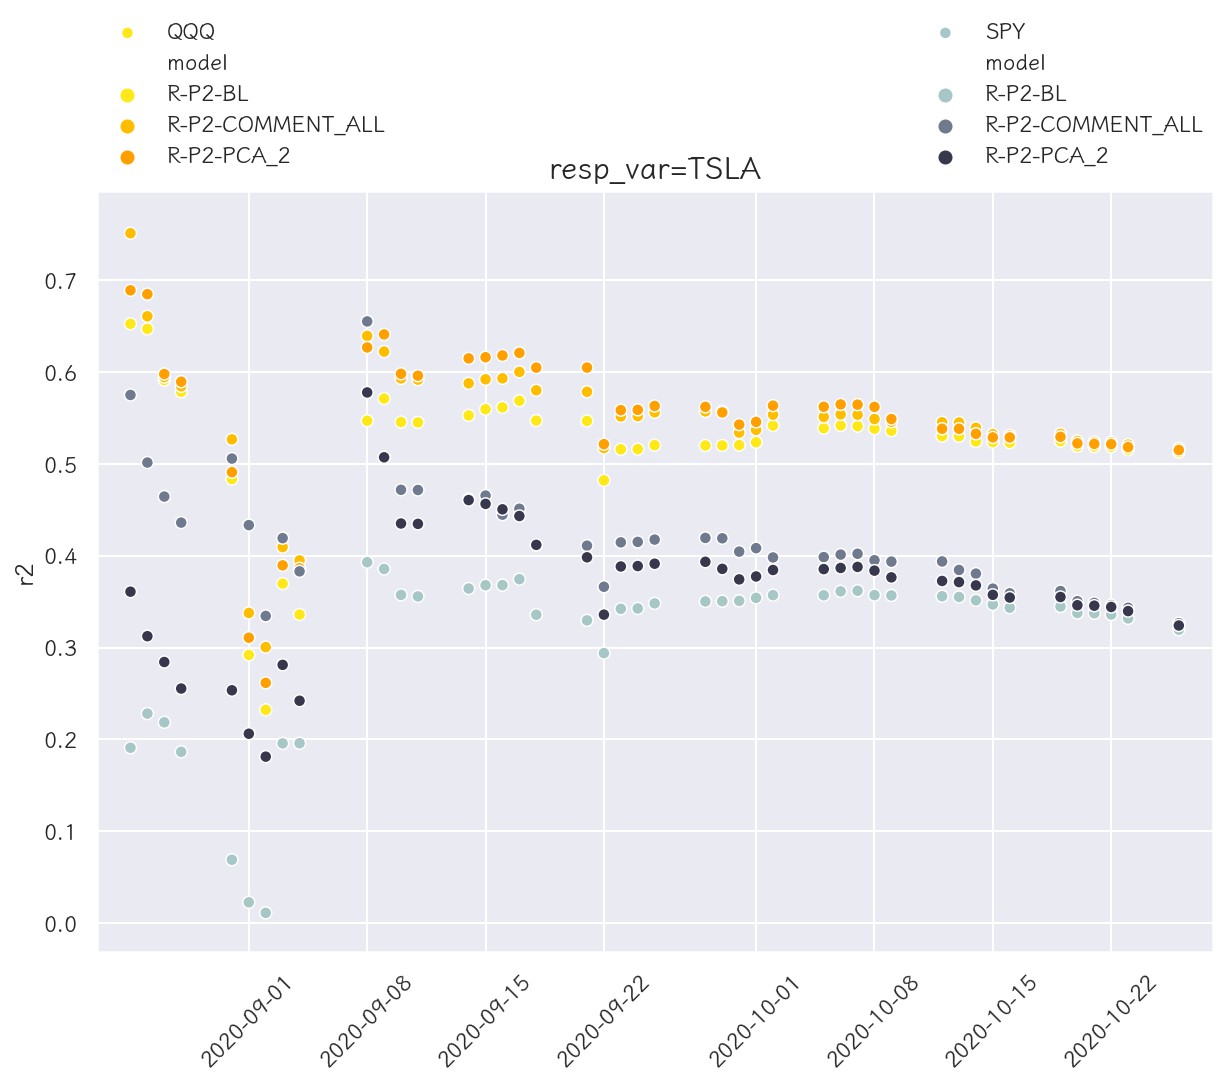 QQQ
model
R-P2-BL
R-P2-COMMENT_ALL
R-P2-PCA_2
SPY
model
R-P2-BL
R-P2-COMMENT_ALL
R-P2-PCA_2
resp_var=TSLA
r2
0.7
0.6
0.5
0.4
0.3
0.2
0.1
0.0
2020-09-01
2020-09-08
2020-09-15
2020-09-22
2020-10-01
2020-10-08
2020-10-15
2020-10-22